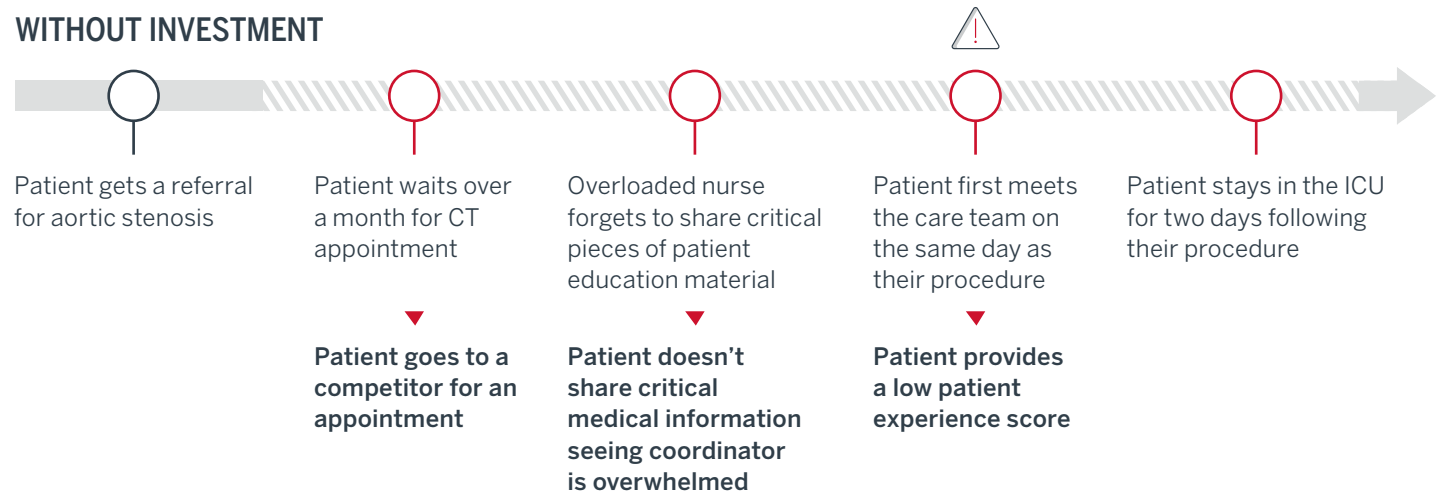 WITHOUT INVESTMENT
Patient gets a referral
for aortic stenosis
Patient waits over
a month for CT
appointment
Patient goes to a
competitor for an
appointment
Overloaded nurse
forgets to share critical
pieces of patient
education material
Patient doesn’t
share critical
medical information
seeing coordinator
is overwhelmed
Patient first meets
the care team on
the same day as
their procedure
Patient provides
a low patient
experience score
Patient stays in the ICU
for two days following
their procedure